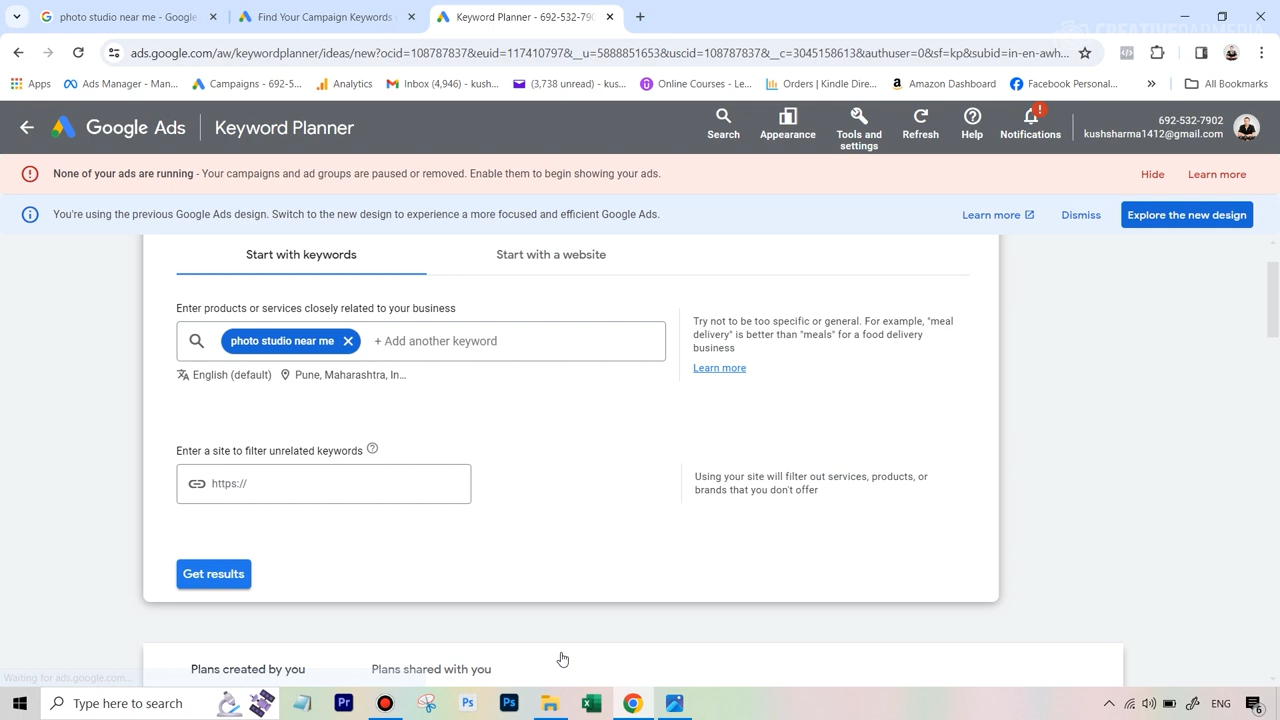 photo studio near me - Google
Find Your Campaign Keywords
Keyword Planner - 692-532-790
CREATIVEGARMEDIA
ads.google.com/aw/keywordplanner/ideas/new?ocid=108787837&euid=117410797&__u=5888851653&uscid=108787837&__c=3045158613&authuser=0&sf=kp&subid=in-en-awh...
Apps
Ads Manager - Man...
Campaigns - 692-5...
Analytics
Inbox (4,946) - kush...
(3,738 unread) - kus...
Online Courses - Le...
Orders | Kindle Dire...
Amazon Dashboard
Facebook Personal...
All Bookmarks
Google Ads
Keyword Planner
Search
Appearance
Tools and
settings
Refresh
Help
Notifications
692-532-7902
kushsharma1412@gmail.com
None of your ads are running - Your campaigns and ad groups are paused or removed. Enable them to begin showing your ads.
Hide
Learn more
You're using the previous Google Ads design. Switch to the new design to experience a more focused and efficient Google Ads.
Learn more
Dismiss
Explore the new design
Start with keywords
Start with a website
Enter products or services closely related to your business
photo studio near me
+ Add another keyword
English (default)
Pune, Maharashtra, In...
Try not to be too specific or general. For example, "meal
delivery" is better than "meals" for a food delivery
business
Learn more
Enter a site to filter unrelated keywords
https://
Using your site will filter out services, products, or
brands that you don't offer
Get results
Plans created by you
Plans shared with you
Waiting for ads.google.com...
Type here to search
Pr
Ps
Ps
ENG
6